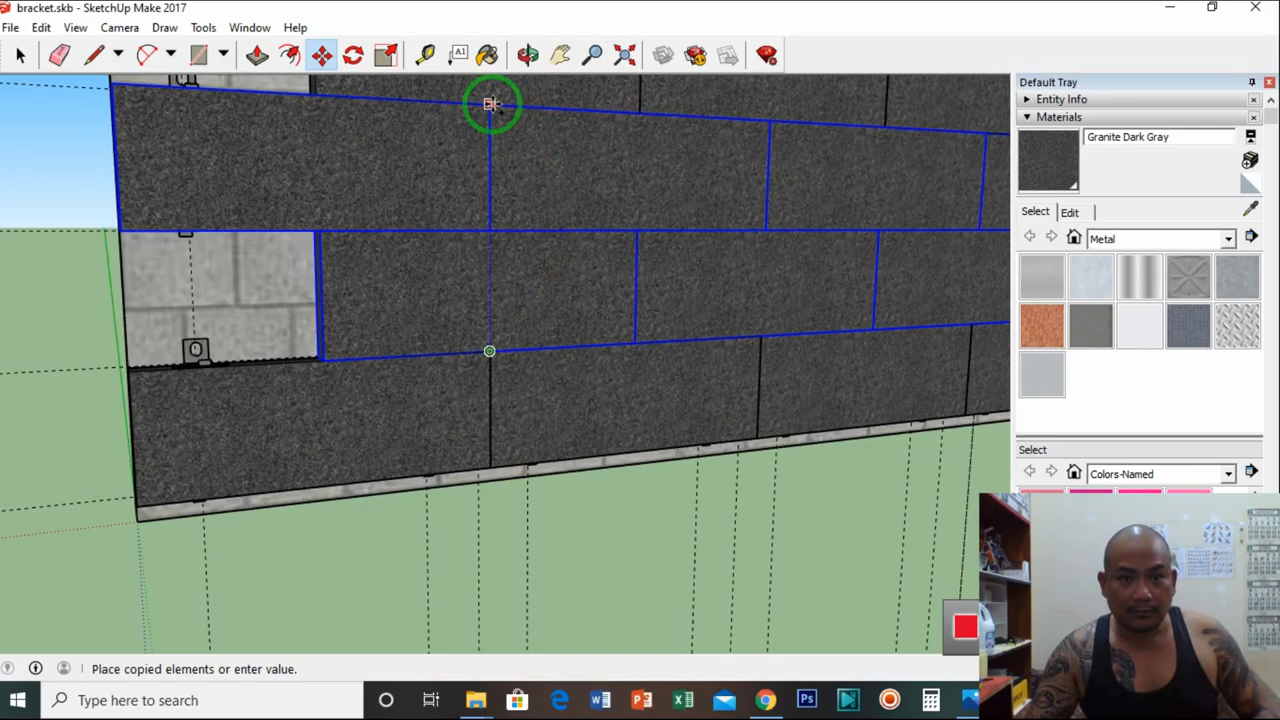 bracket.skb - SketchUp Make 2017
File Edit View Camera Draw Tools Window Help
A1
Default Tray
Entity Info
Materials
Granite Dark Gray
Select Edit
Metal
Select
Colors-Named
Place copied elements or enter value.
Type here to search